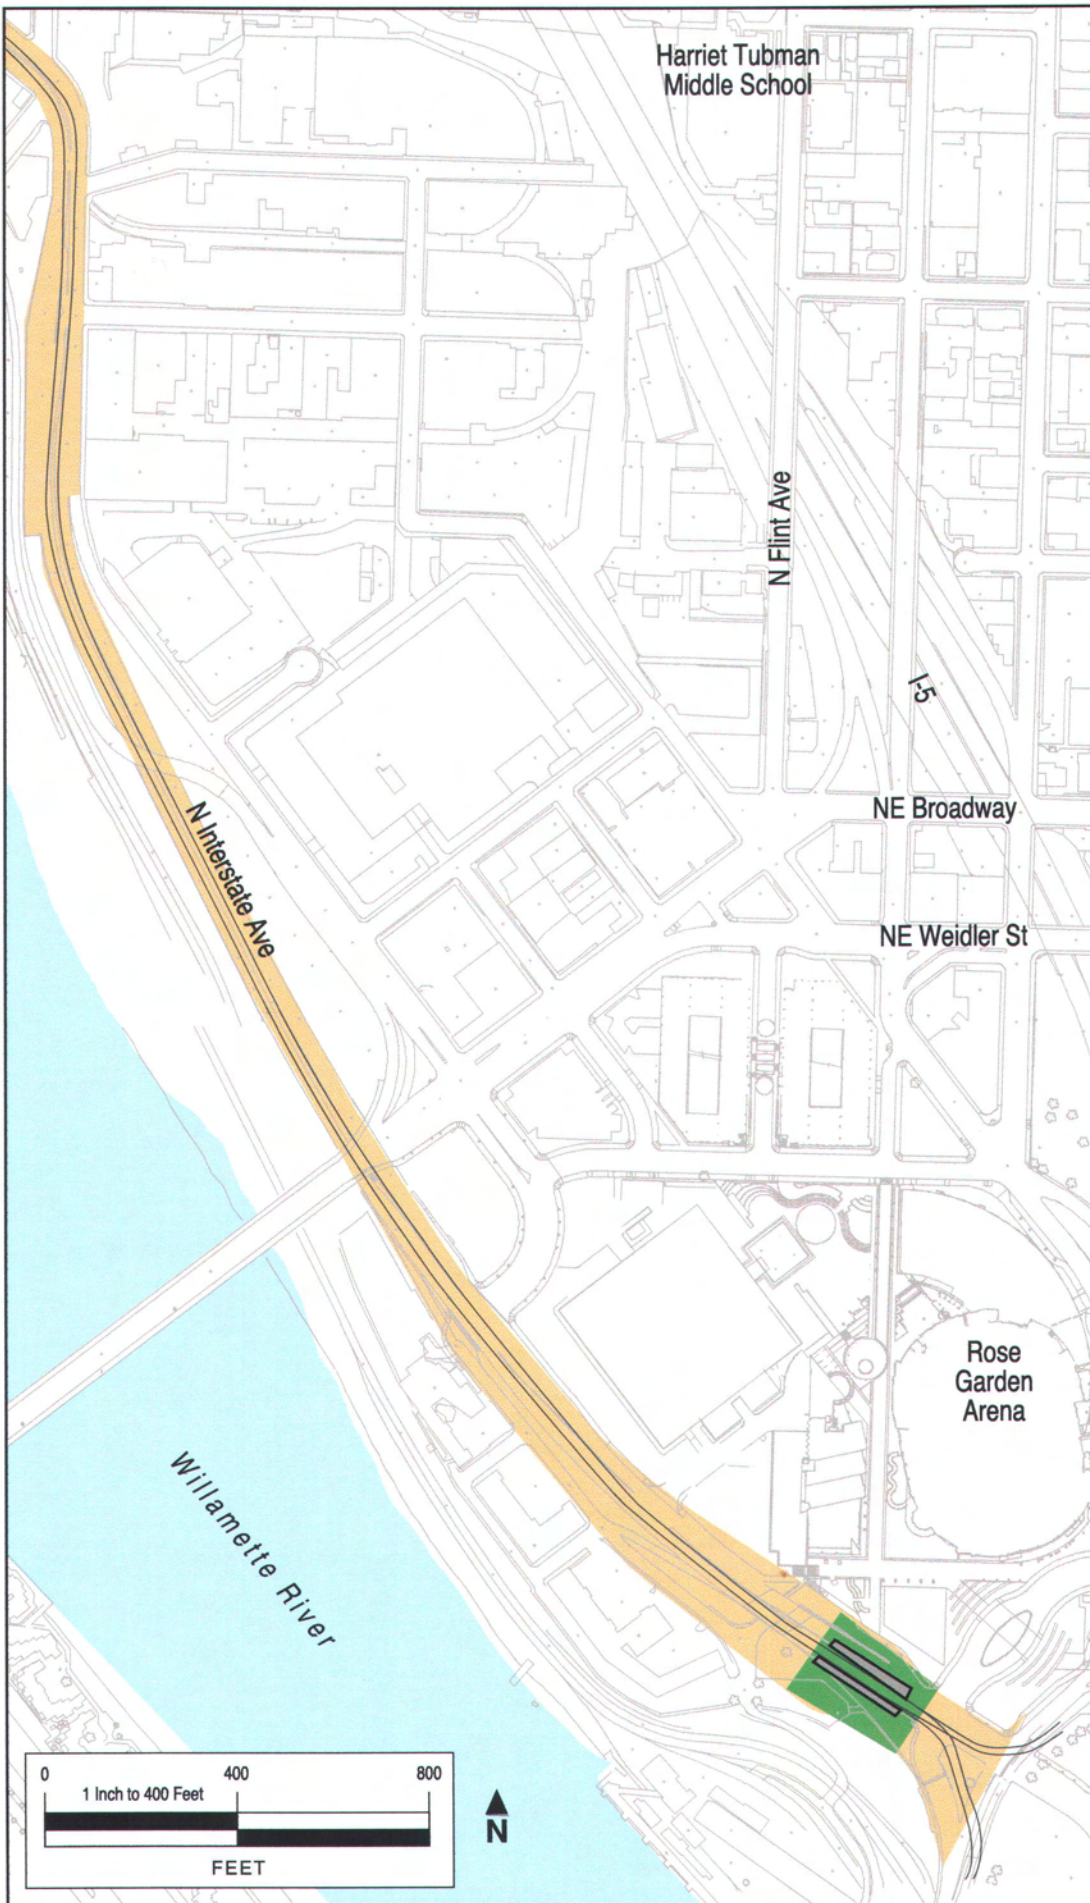 Harriet Tubman
Middle School
N Flint Ave
I-5
NE Broadway
N Interstate Ave
NE Weidler St
Rose
Garden
Arena
Willamette River
0 400 800
1 Inch to 400 Feet
FEET
N